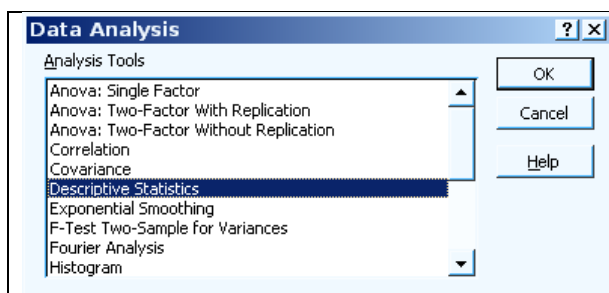 Data Analysis
? ×
Analysis Tools
Anova: Single Factor
Anova: Two-Factor With Replication
Anova: Two-Factor Without Replication
Correlation
Covariance
Descriptive Statistics
Exponential Smoothing
F-Test Two-Sample for Variances
Fourier Analysis
Histogram
OK
Cancel
Help